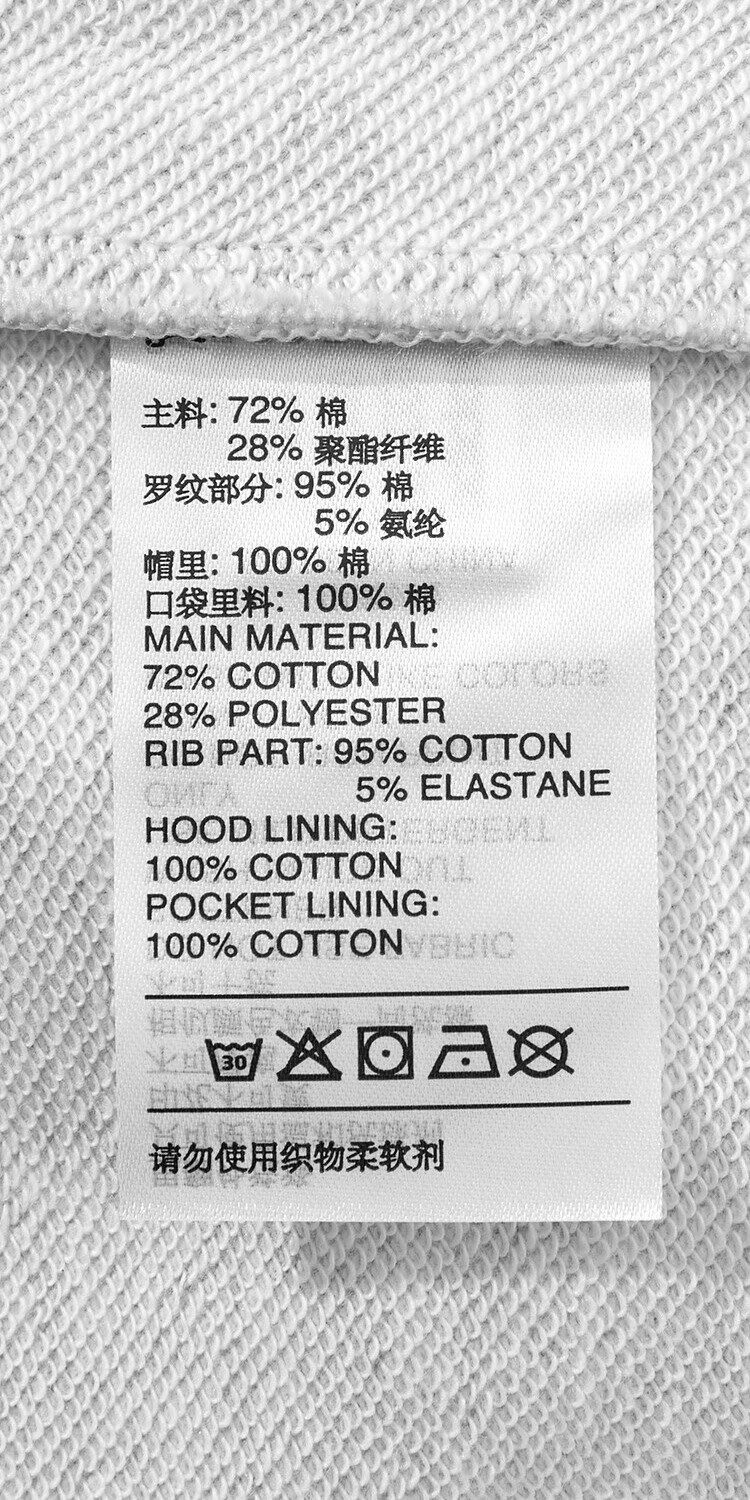 主料: 72% 棉
28% 聚酯纤维
罗纹部分: 95% 棉
5% 氨纶
帽里: 100% 棉
口袋里料: 100% 棉
MAIN MATERIAL:
72% COTTON
28% POLYESTER
RIB PART: 95% COTTON
5% ELASTANE
HOOD LINING:
100% COTTON
POCKET LINING:
100% COTTON
30
请勿使用织物柔软剂